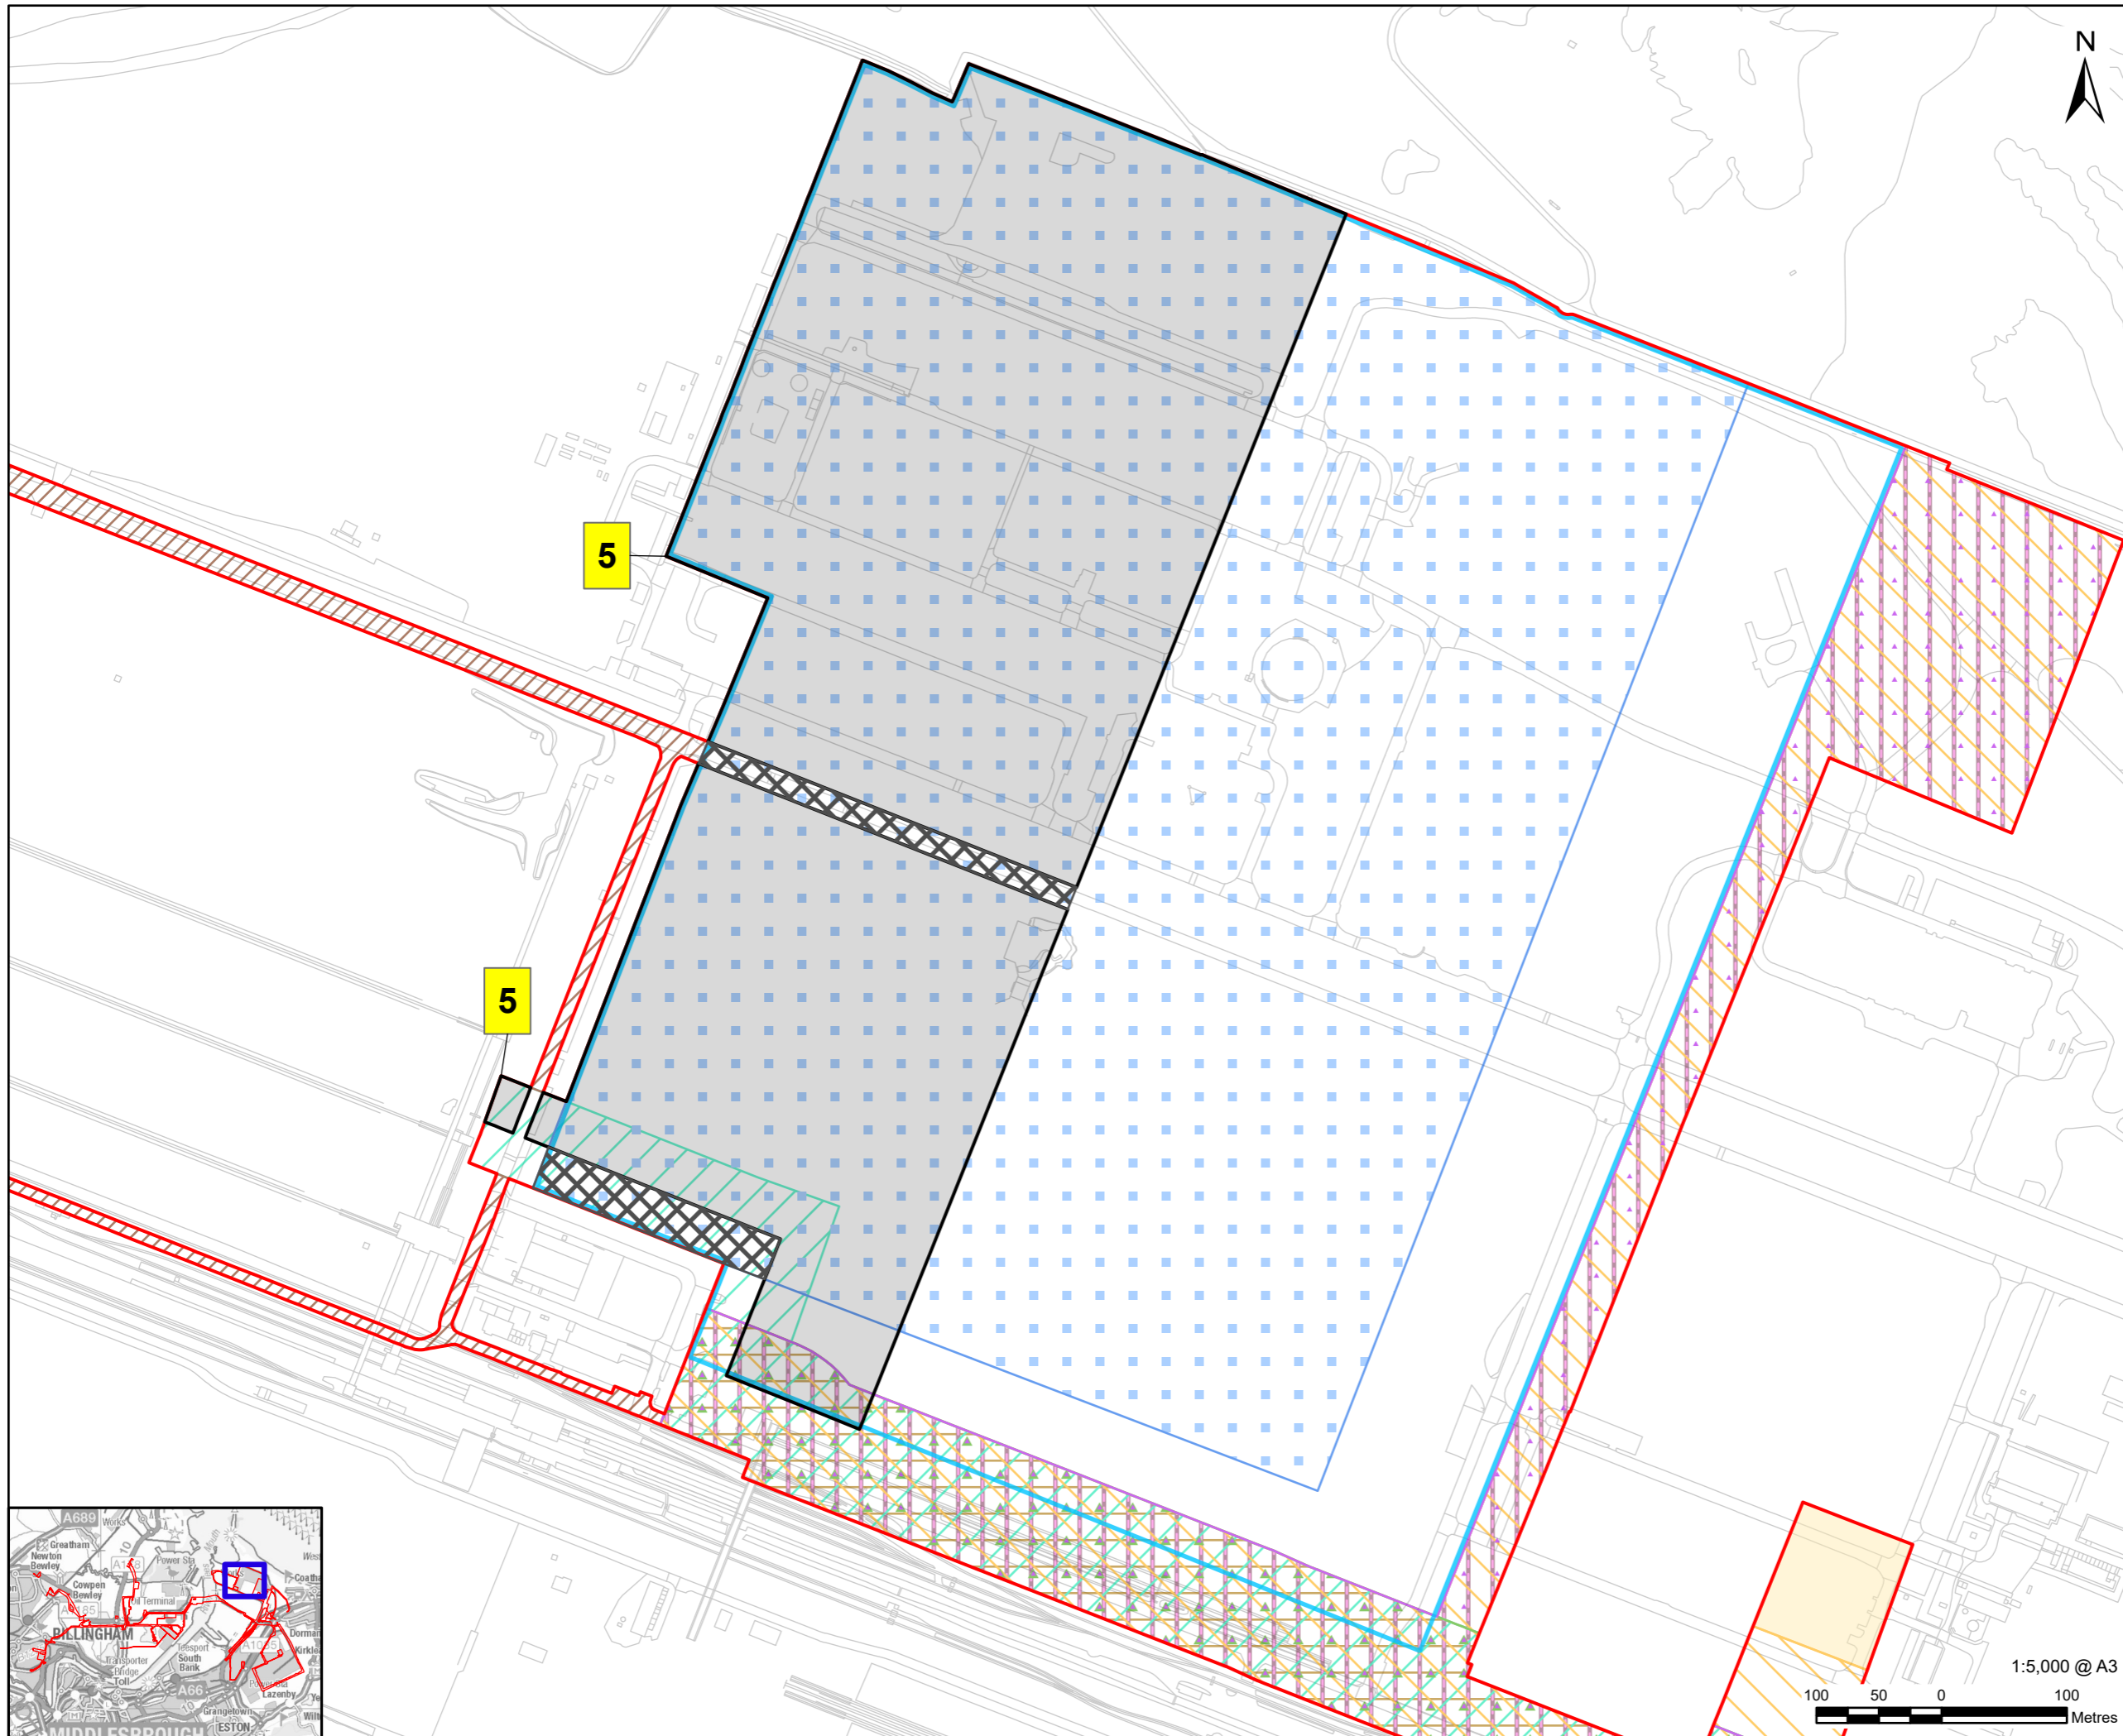 N
5
5
1:5,000 @ A3
100 50 0 100
Metres
A689
Works
Greatham
Newton
Bewley
Power Sta
Cowpen
Bewley
Oil Terminal
BILLINGHAM
Dorman
Teesport
South
Bank
Transporter
Bridge
Toll
A66
Lazenby
Grangetown
ESTON
MIDDLESBROUGH